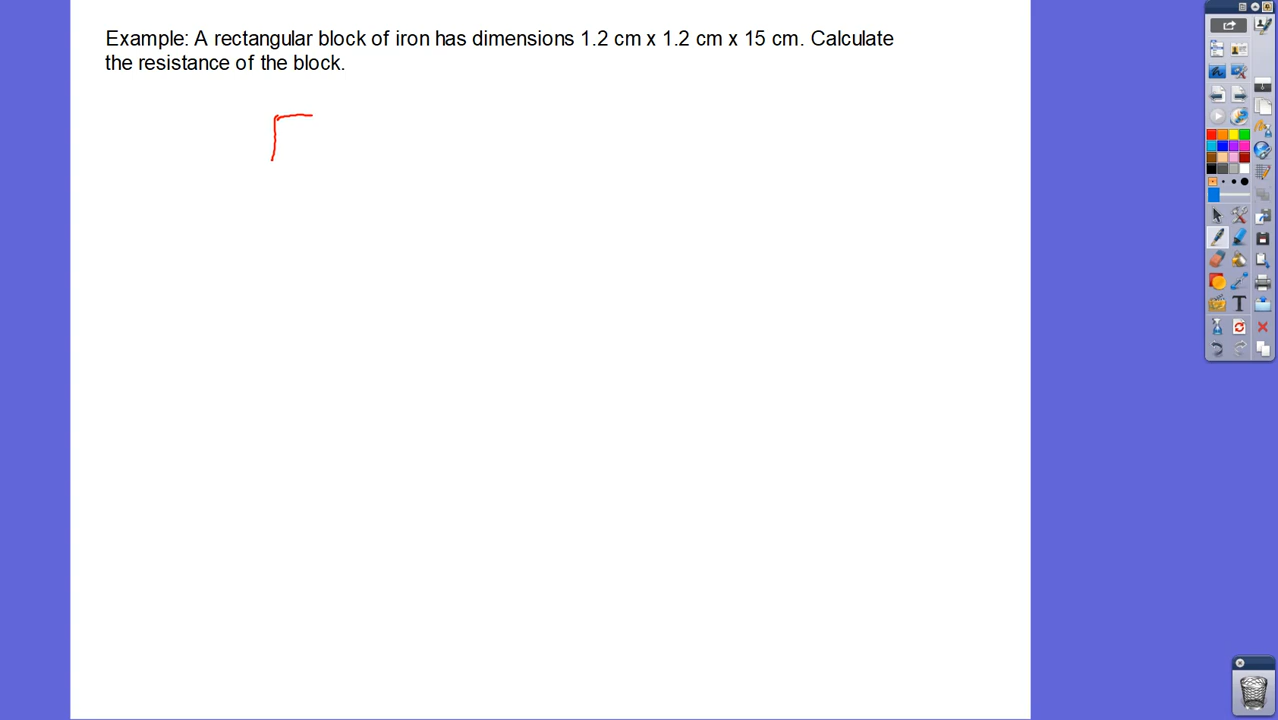 Example: A rectangular block of iron has dimensions 1.2 cm x 1.2 cm x 15 cm. Calculate
the resistance of the block.